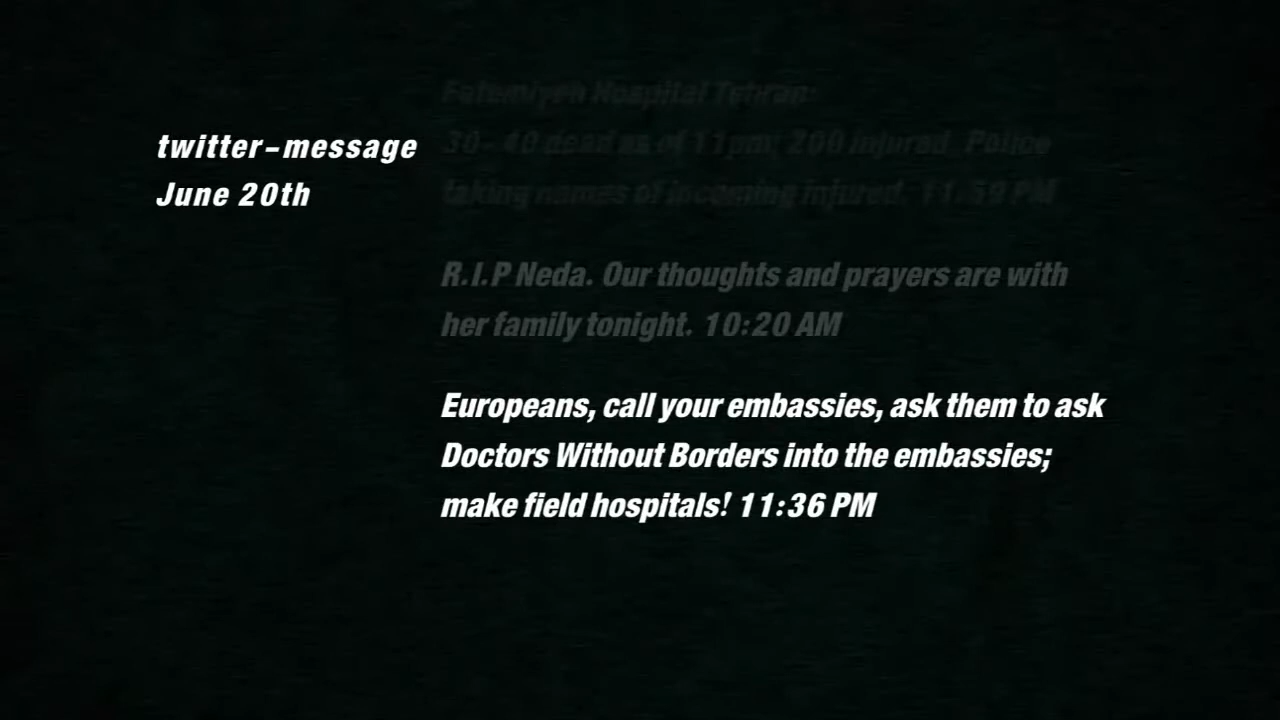 twitter-message
June 20th
Fatemiyeh Hospital Tehran:
30-40 dead as of 11pm; 200 injured. Police
taking names of incoming injured. 11.59 PM
R.I.P Neda. Our thoughts and prayers are with
her family tonight. 10:20 AM
Europeans, call your embassies, ask them to ask
Doctors Without Borders into the embassies;
make field hospitals! 11:36 PM